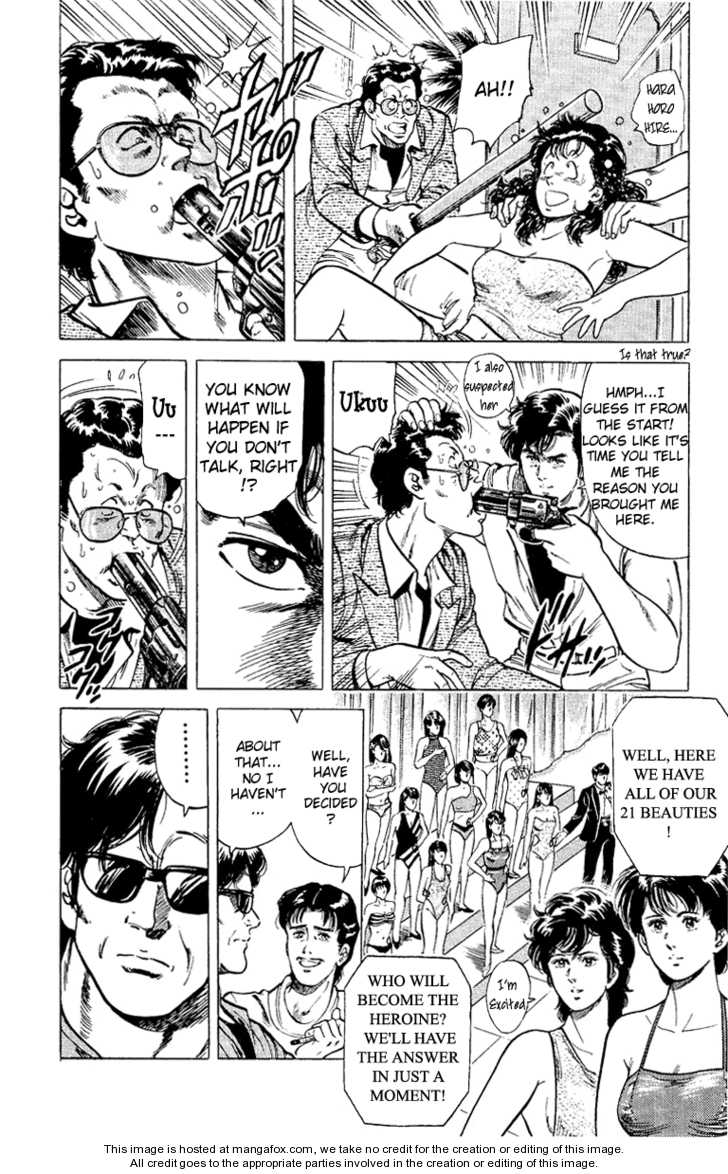 AH!!
HARA
HORO
HIRE...
カポ!!
Is that true?
HMPH...I
GUESS IT FROM
THE START!
LOOKS LIKE IT'S
TIME YOU TELL
ME THE
REASON YOU
BROUGHT ME
HERE.
I also
suspected
her
Ukuu
YOU KNOW
WHAT WILL
HAPPEN IF
YOU DON'T
TALK, RIGHT
!?
Uu
---
WELL, HERE
WE HAVE
ALL OF OUR
21 BEAUTIES
!
I'm
Excited?
WHO WILL
BECOME THE
HEROINE?
WE'LL HAVE
THE ANSWER
IN JUST A
MOMENT!
WELL,
HAVE
YOU
DECIDED
?
ABOUT
THAT...
NO I
HAVEN'T
...
........
This image is hosted at mangafox.com, we take no credit for the creation or editing of this image.
All credit goes to the appropriate parties involved in the creation or editing of this image.